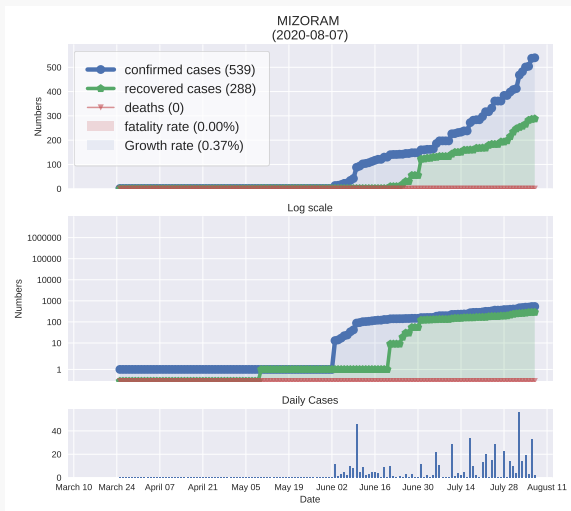 MIZORAM
(2020-08-07)
confirmed cases (539)
recovered cases (288)
deaths (0)
fatality rate (0.00%)
Growth rate (0.37%)
Numbers
500
400
300
200
100
0
Log scale
Numbers
1000000
100000
10000
1000
100
10
1
Daily Cases
40
20
0
March 10 March 24 April 07 April 21 May 05 May 19 June 02 June 16 June 30 July 14 July 28 August 11
Date